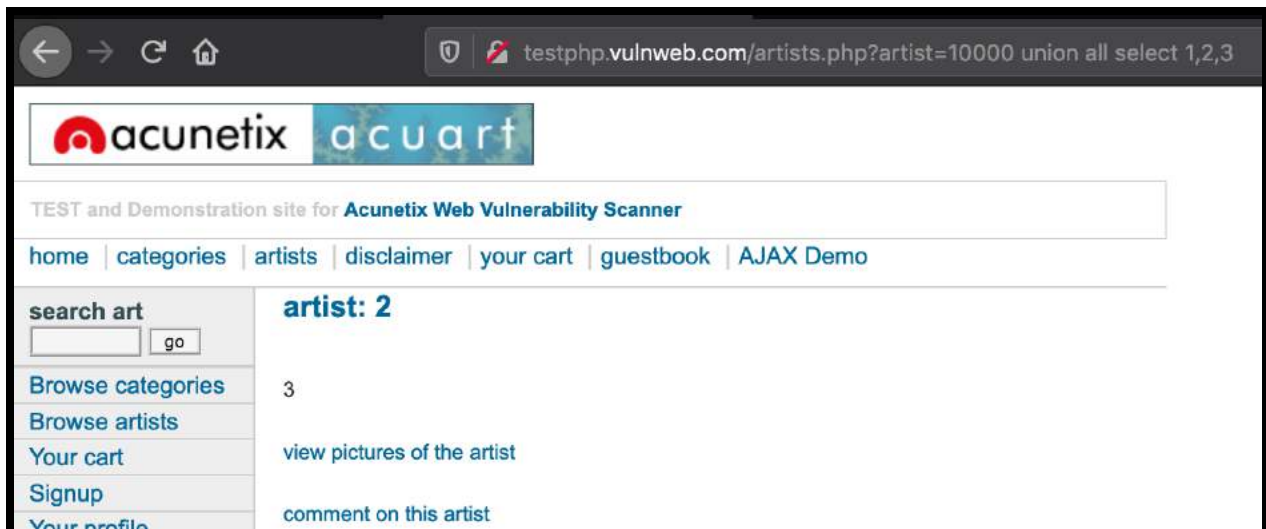 testphp.vulnweb.com/artists.php?artist=10000 union all select 1,2,3
acunetix acuart
TEST and Demonstration site for Acunetix Web Vulnerability Scanner
home | categories | artists | disclaimer | your cart | guestbook | AJAX Demo
search art
go
Browse categories
Browse artists
Your cart
Signup
Your profile
artist: 2
3
view pictures of the artist
comment on this artist